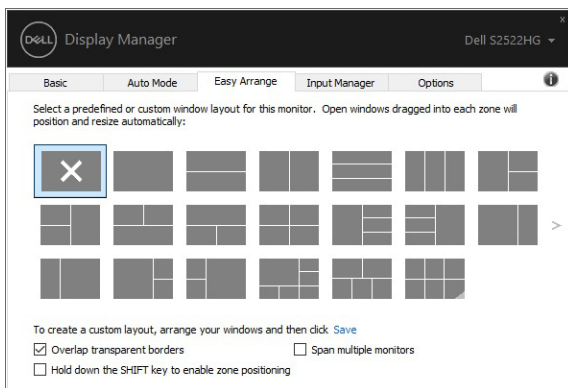 x
DELL Display Manager Dell S2522HG
Basic Auto Mode Easy Arrange Input Manager Options
Select a predefined or custom window layout for this monitor. Open windows dragged into each zone will
position and resize automatically:
>
To create a custom layout, arrange your windows and then click Save
Overlap transparent borders Span multiple monitors
Hold down the SHIFT key to enable zone positioning